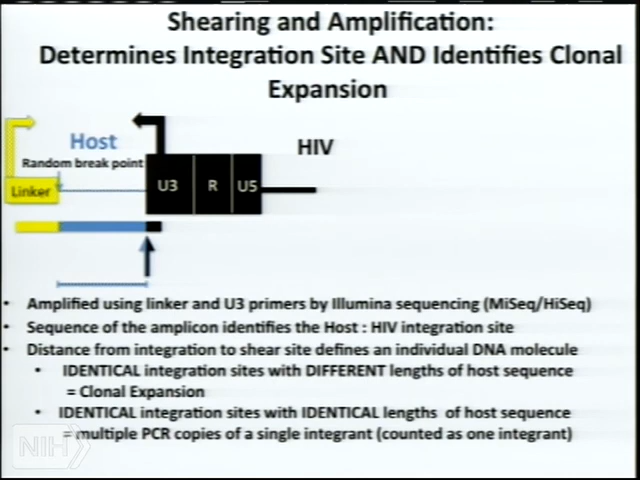 Shearing and Amplification:
Determines Integration Site AND Identifies Clonal
Expansion
Host
HIV
Random break point
Linker
U3
R
U5
• Amplified using linker and U3 primers by Illumina sequencing (MiSeq/HiSeq)
• Sequence of the amplicon identifies the Host : HIV integration site
• Distance from integration to shear site defines an individual DNA molecule
• IDENTICAL integration sites with DIFFERENT lengths of host sequence
= Clonal Expansion
• IDENTICAL integration sites with IDENTICAL lengths of host sequence
= multiple PCR copies of a single integrant (counted as one integrant)
NIH